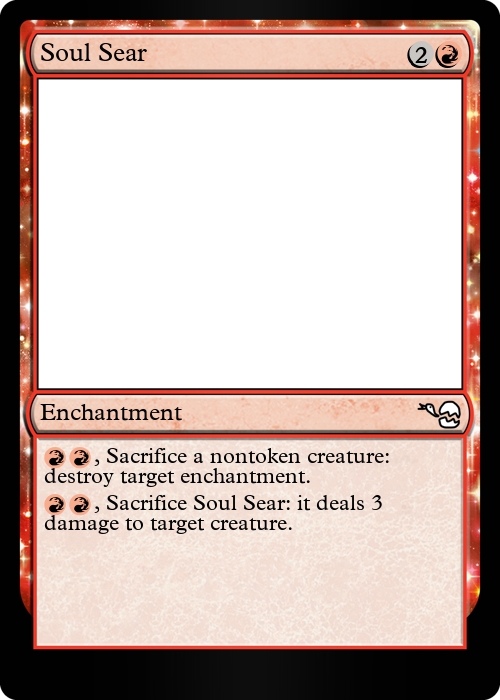 Soul Sear 2
Enchantment
, Sacrifice a nontoken creature:
destroy target enchantment.
, Sacrifice Soul Sear: it deals 3
damage to target creature.